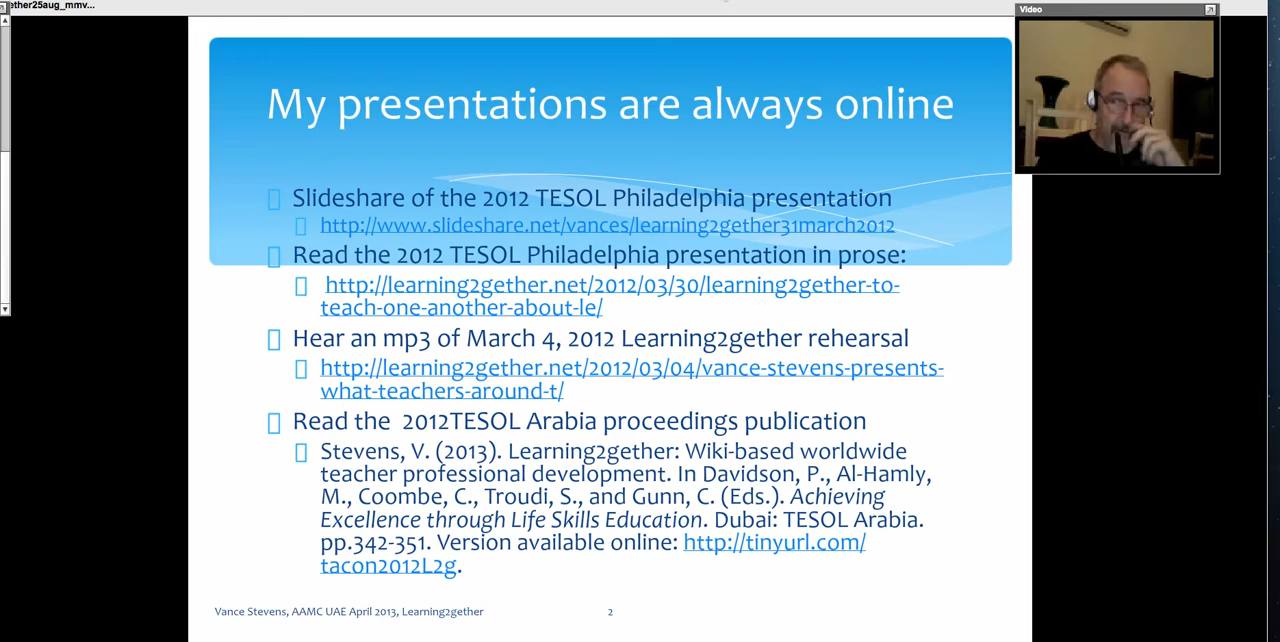 ether25aug_mmv...
Video
My presentations are always online
Slideshare of the 2012 TESOL Philadelphia presentation
http://www.slideshare.net/vances/learning2gether31march2012
Read the 2012 TESOL Philadelphia presentation in prose:
http://learning2gether.net/2012/03/30/learning2gether-to-
teach-one-another-about-le/
Hear an mp3 of March 4, 2012 Learning2gether rehearsal
http://learning2gether.net/2012/03/04/vance-stevens-presents-
what-teachers-around-t/
Read the 2012TESOL Arabia proceedings publication
Stevens, V. (2013). Learning2gether: Wiki-based worldwide
teacher professional development. In Davidson, P., Al-Hamly,
M., Coombe, C., Troudi, S., and Gunn, C. (Eds.). Achieving
Excellence through Life Skills Education. Dubai: TESOL Arabia.
pp.342-351. Version available online: http://tinyurl.com/
tacon2012L2g.
Vance Stevens, AAMC UAE April 2013, Learning2gether
2